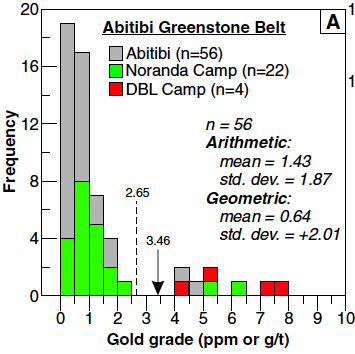 Abitibi Greenstone Belt
A
Abitibi (n=56)
Noranda Camp (n=22)
DBL Camp (n=4)
n = 56
Arithmetic:
mean = 1.43
std. dev. = 1.87
Geometric:
mean = 0.64
std. dev. = +2.01
2.65
3.46
Frequency
20
16
12
8
4
0
0 1 2 3 4 5 6 7 8 9 10
Gold grade (ppm or g/t)
1
1